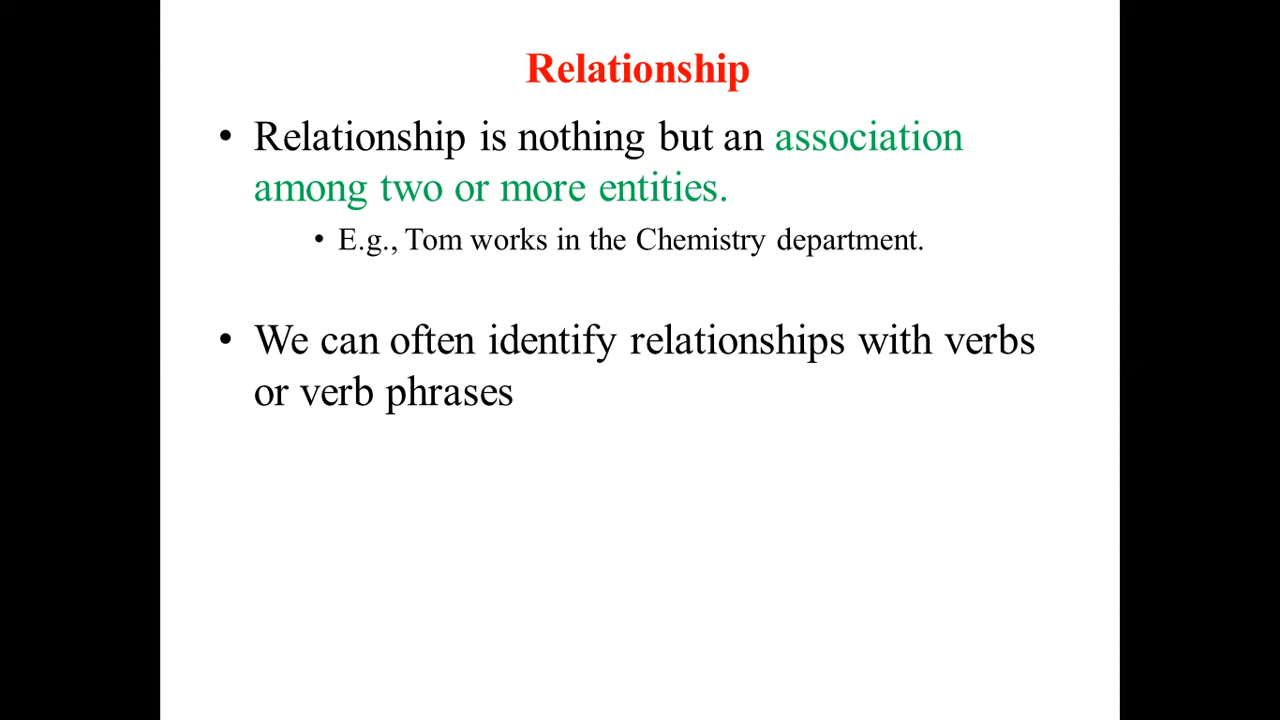 Relationship
• Relationship is nothing but an association
among two or more entities.
• E.g., Tom works in the Chemistry department.
• We can often identify relationships with verbs
or verb phrases